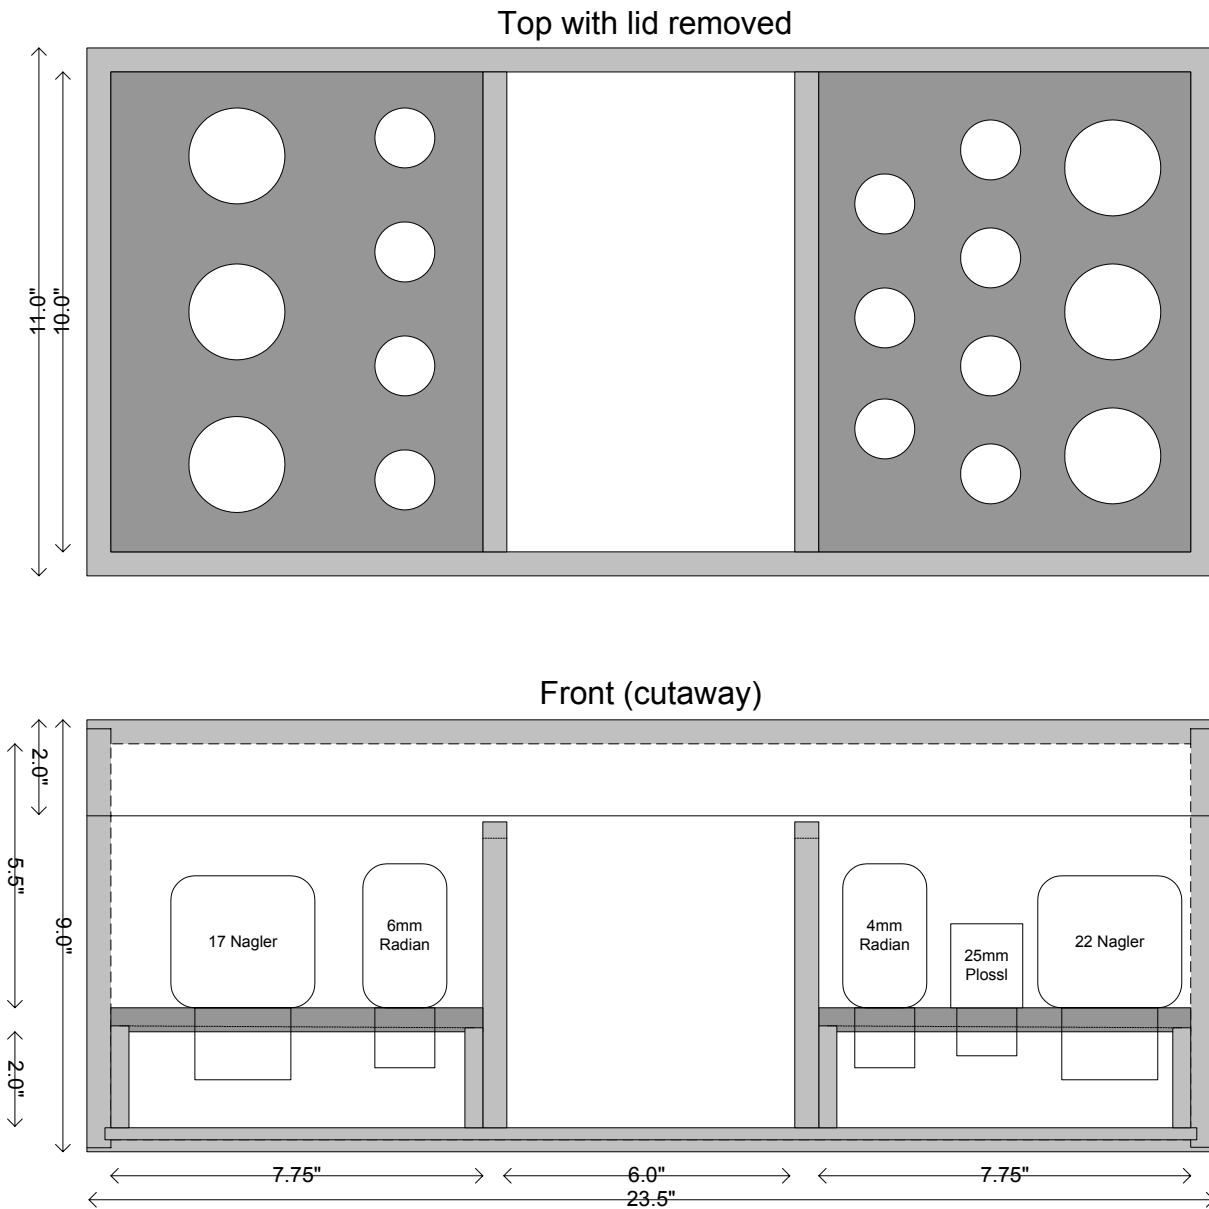 Top with lid removed
11.0"
10.0"
Front (cutaway)
2.0"
5.5"
9.0"
2.0"
17 Nagler
6mm
Radian
4mm
Radian
25mm
Plossl
22 Nagler
7.75"
6.0"
7.75"
23.5"